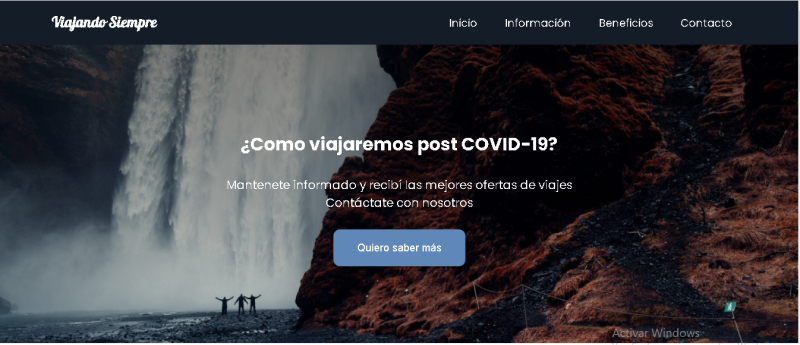 Viajando Siempre
Inicio
Información
Beneficios
Contacto
¿Como viajaremos post COVID-19?
Mantenete informado y recibí las mejores ofertas de viajes
Contáctate con nosotros
Quiero saber más
Activar Windows